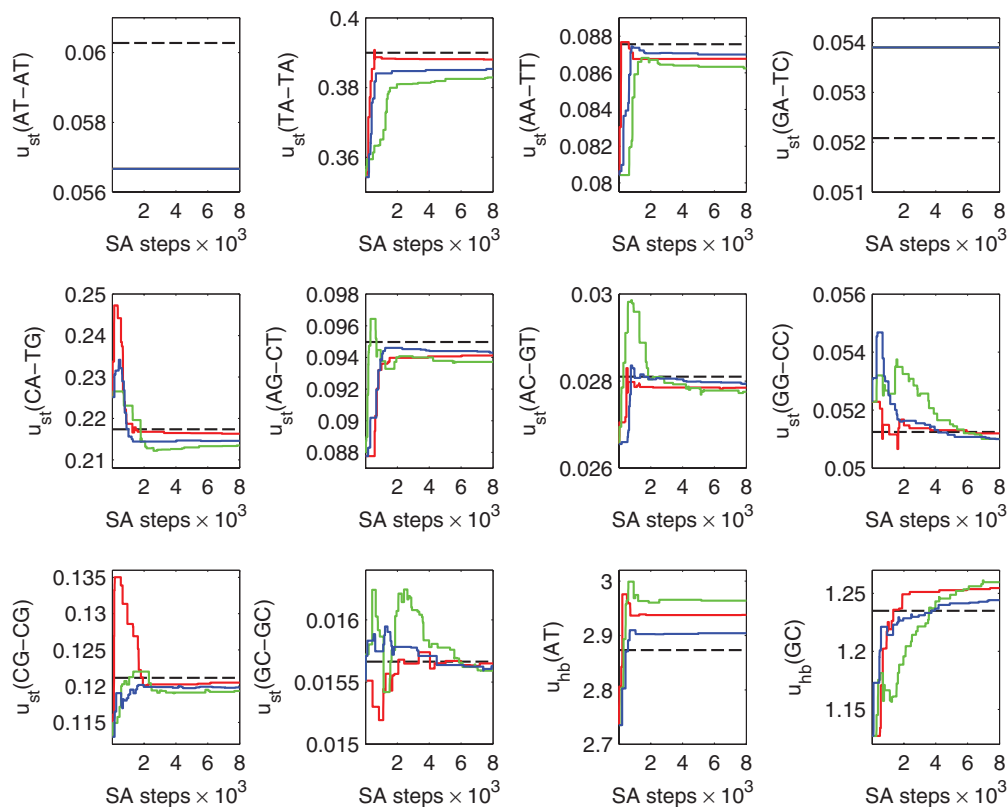 u_st(AT−AT)
0.06
0.058
0.056
2 4 6 8
SA steps × 10^3
u_st(TA−TA)
0.4
0.38
0.36
2 4 6 8
SA steps × 10^3
u_st(AA−TT)
0.088
0.086
0.084
0.082
0.08
2 4 6 8
SA steps × 10^3
u_st(GA−TC)
0.054
0.053
0.052
0.051
2 4 6 8
SA steps × 10^3
u_st(CA−TG)
0.25
0.24
0.23
0.22
0.21
2 4 6 8
SA steps × 10^3
u_st(AG−CT)
0.098
0.096
0.094
0.092
0.09
0.088
2 4 6 8
SA steps × 10^3
u_st(AC−GT)
0.03
0.028
0.026
2 4 6 8
SA steps × 10^3
u_st(GG−CC)
0.056
0.054
0.052
0.05
2 4 6 8
SA steps × 10^3
u_st(CG−CG)
0.135
0.13
0.125
0.12
0.115
2 4 6 8
SA steps × 10^3
u_st(GC−GC)
0.016
0.0155
0.015
2 4 6 8
SA steps × 10^3
u_hb(AT)
3
2.9
2.8
2.7
2 4 6 8
SA steps × 10^3
u_hb(GC)
1.25
1.2
1.15
2 4 6 8
SA steps × 10^3